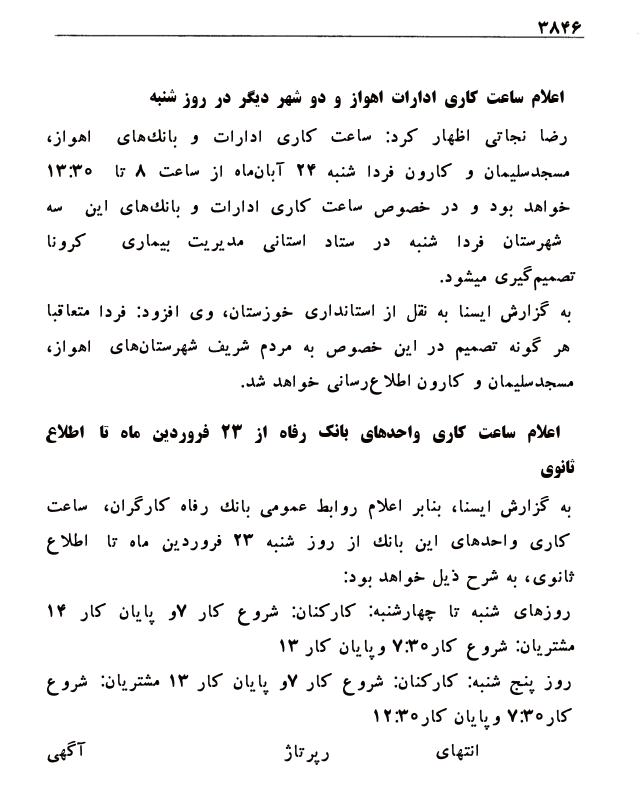 ۳۸۴۶
اعلام ساعت کاری ادارات اهواز و دو شهر دیگر در روز شنبه
رضا نجاتی اظهار کرد: ساعت کاری ادارات و بانک‌های اهواز،
مسجدسلیمان و کارون فردا شنبه ۲۴ آبان‌ماه از ساعت ۸ تا ۱۳:۳۰
خواهد بود و در خصوص ساعت کاری ادارات و بانک‌های این سه
شهرستان فردا شنبه در ستاد استانی مدیریت بیماری کرونا
تصمیم‌گیری میشود.
به گزارش ایسنا به نقل از استانداری خوزستان، وی افزود: فردا متعاقبا
هر گونه تصمیم در این خصوص به مردم شریف شهرستان‌های اهواز،
مسجدسلیمان و کارون اطلاع‌رسانی خواهد شد.
اعلام ساعت کاری واحدهای بانک رفاه از ۲۳ فروردین ماه تا اطلاع
ثانوی
به گزارش ایسنا، بنابر اعلام روابط عمومی بانک رفاه کارگران، ساعت
کاری واحدهای این بانک از روز شنبه ۲۳ فروردین ماه تا اطلاع
ثانوی، به شرح ذیل خواهد بود:
روزهای شنبه تا چهارشنبه: کارکنان: شروع کار ۷و پایان کار ۱۴
مشتریان: شروع کار۷:۳۰ وپایان کار ۱۳
روز پنج شنبه: کارکنان: شروع کار ۷و پایان کار ۱۳ مشتریان: شروع
کار۷:۳۰ وپایان کار۱۲:۳۰
انتهای رپرتاژ آگهی